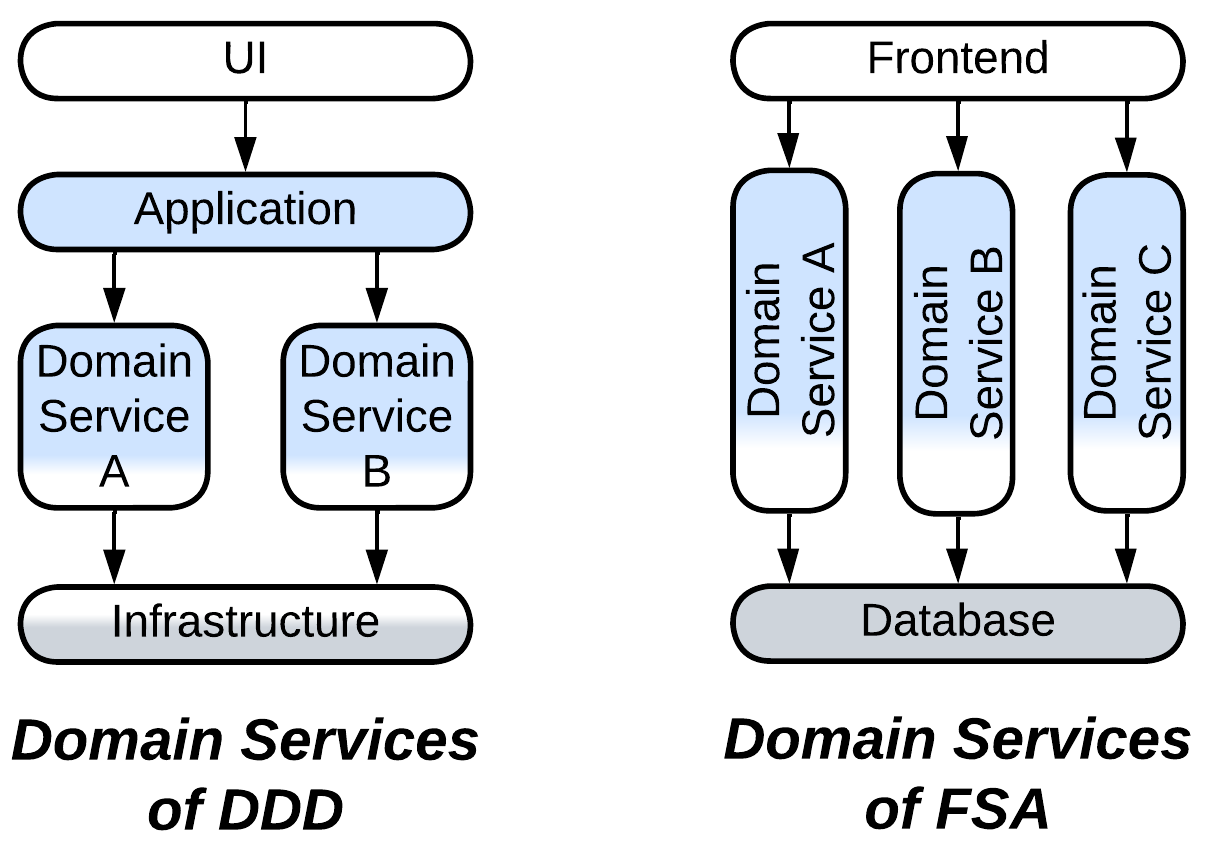 UI
Application
Domain
Service
A
Domain
Service
B
Infrastructure
Domain Services
of DDD
Frontend
Domain
Service A
Domain
Service B
Domain
Service C
Database
Domain Services
of FSA